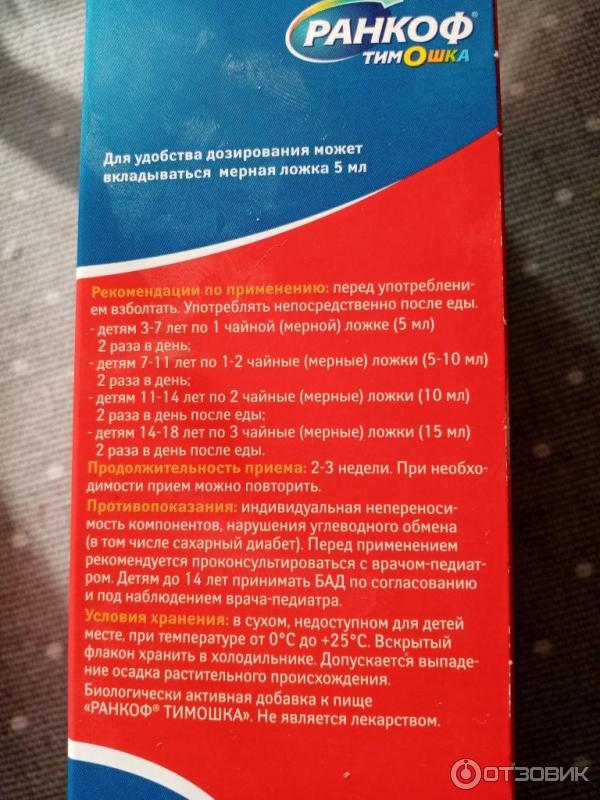 РАНКОФ®
ТИМОШКА
Для удобства дозирования может
вкладываться мерная ложка 5 мл
Рекомендации по применению: перед употреблени-
ем взболтать. Употреблять непосредственно после еды.
- детям 3-7 лет по 1 чайной (мерной) ложке (5 мл)
2 раза в день;
- детям 7-11 лет по 1-2 чайные (мерные) ложки (5-10 мл)
2 раза в день;
- детям 11-14 лет по 2 чайные (мерные) ложки (10 мл)
2 раза в день после еды;
- детям 14-18 лет по 3 чайные (мерные) ложки (15 мл)
2 раза в день после еды.
Продолжительность приема: 2-3 недели. При необхо-
димости прием можно повторить.
Противопоказания: индивидуальная непереноси-
мость компонентов, нарушения углеводного обмена
(в том числе сахарный диабет). Перед применением
рекомендуется проконсультироваться с врачом-педиат-
ром. Детям до 14 лет принимать БАД по согласованию
и под наблюдением врача-педиатра.
Условия хранения: в сухом, недоступном для детей
месте, при температуре от 0°С до +25°С. Вскрытый
флакон хранить в холодильнике. Допускается выпаде-
ние осадка растительного происхождения.
Биологически активная добавка к пище
«РАНКОФ® ТИМОШКА». Не является лекарством.
ОТЗОВИК